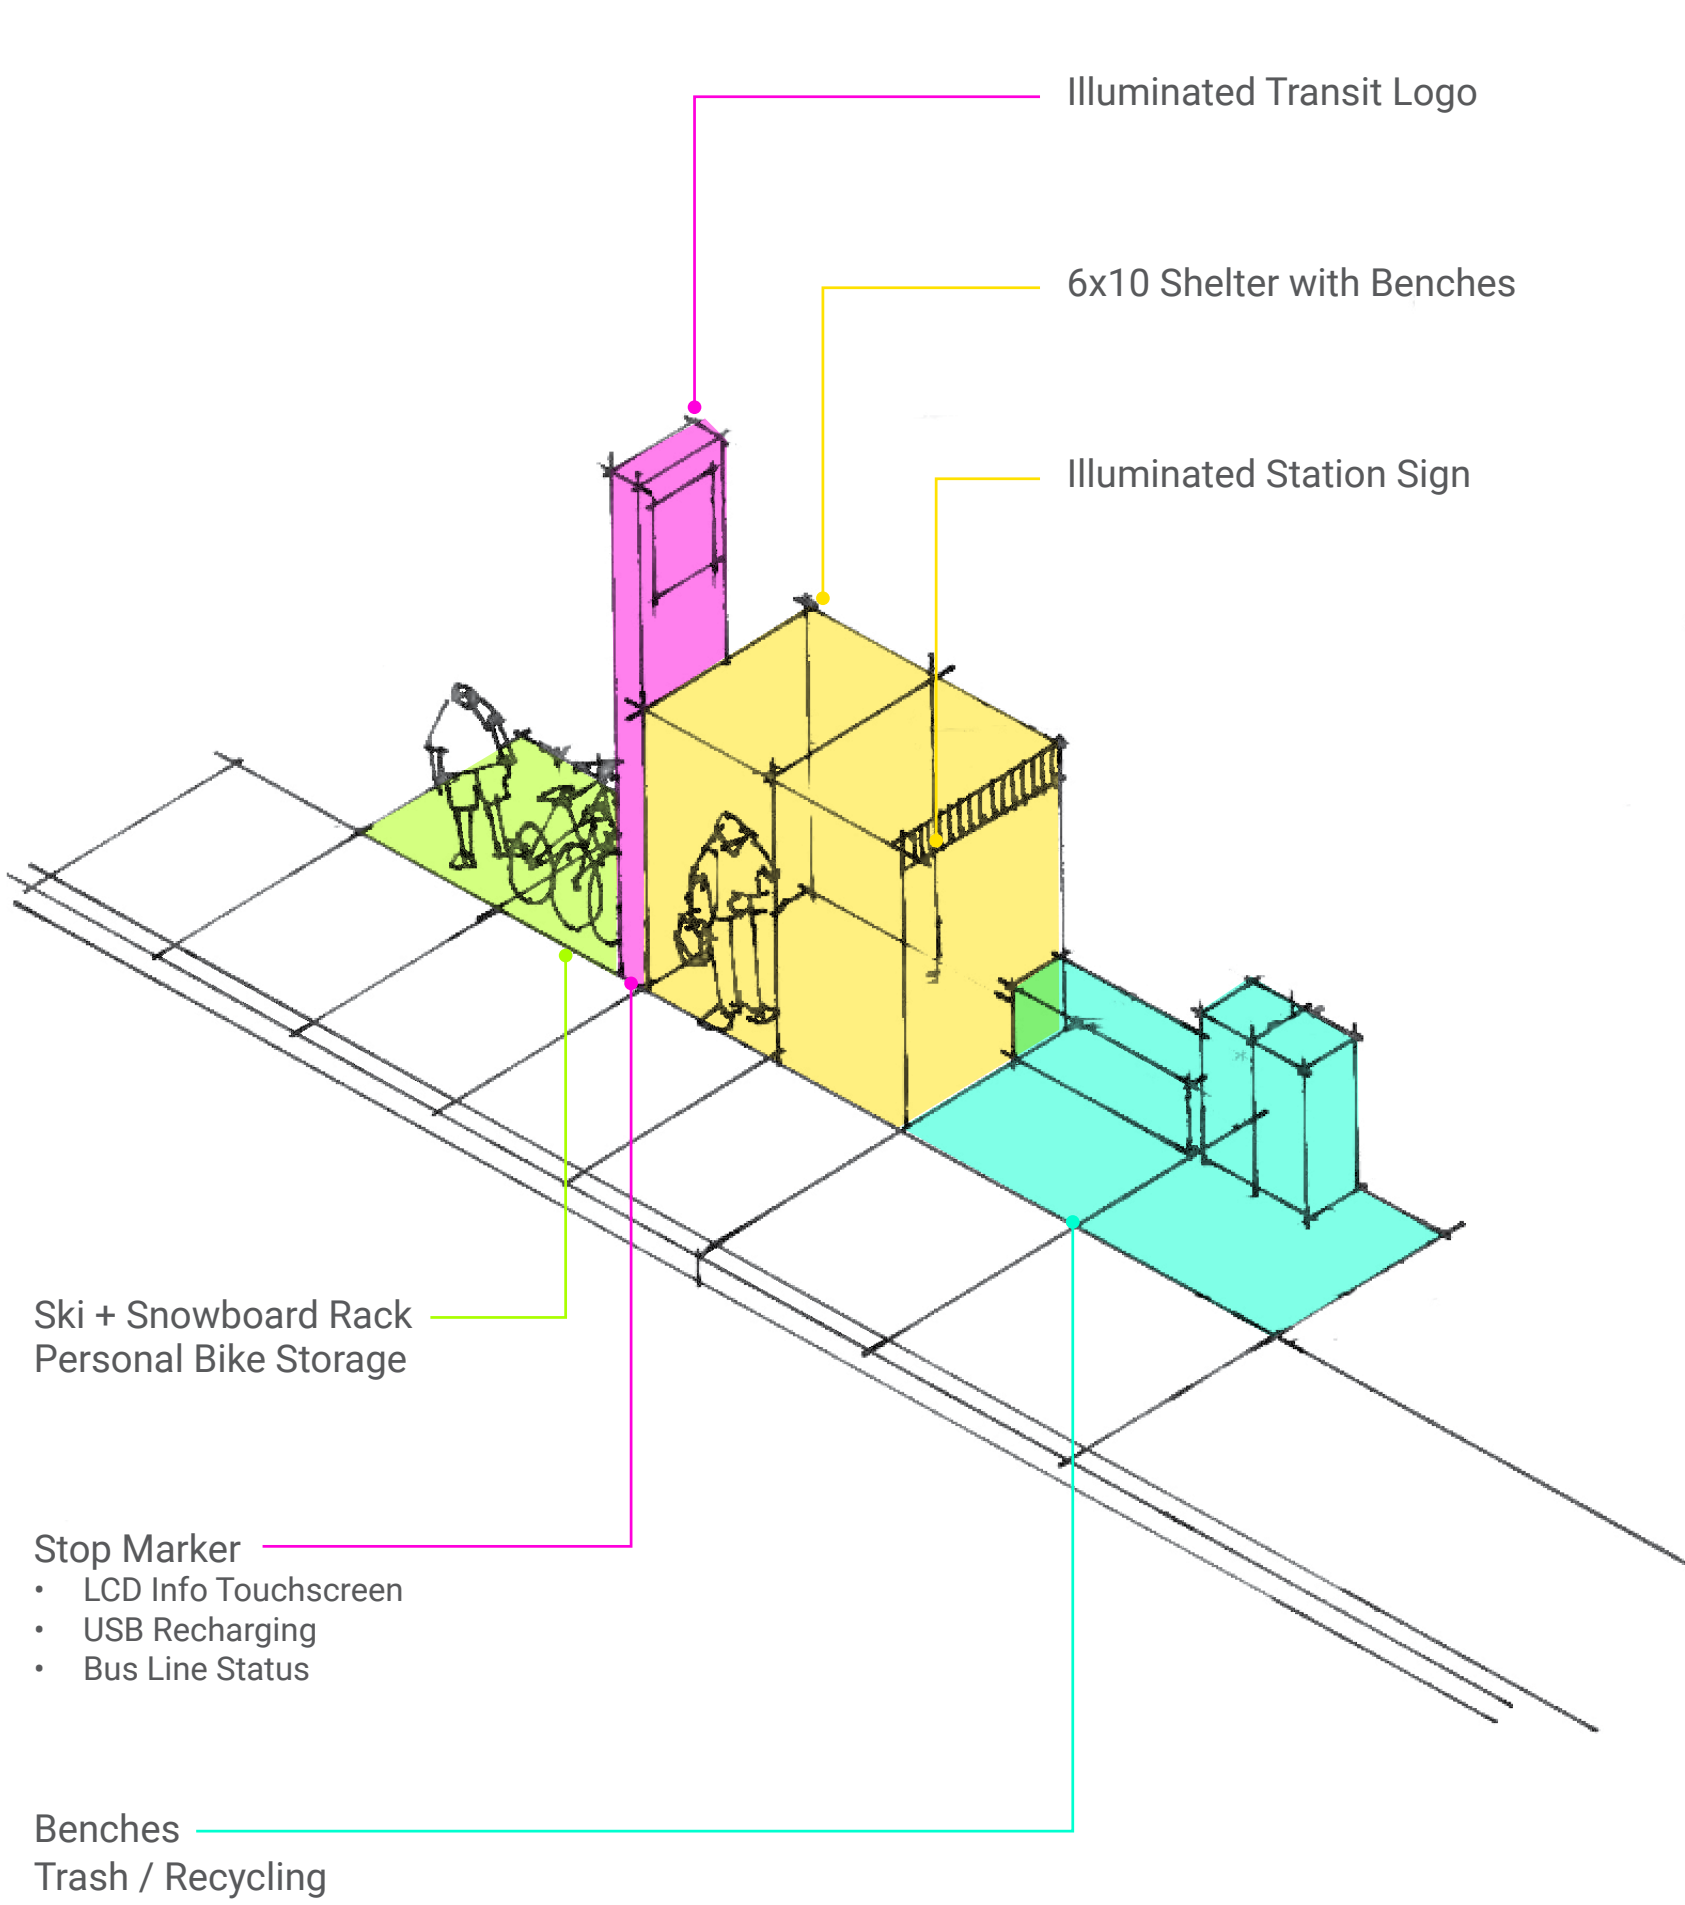 Illuminated Transit Logo
6x10 Shelter with Benches
Illuminated Station Sign
Ski + Snowboard Rack
Personal Bike Storage
Stop Marker
• LCD Info Touchscreen
• USB Recharging
• Bus Line Status
Benches
Trash / Recycling